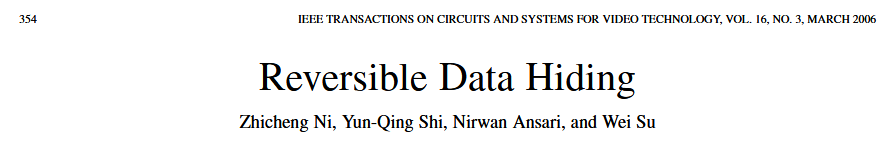 354 IEEE TRANSACTIONS ON CIRCUITS AND SYSTEMS FOR VIDEO TECHNOLOGY, VOL. 16, NO. 3, MARCH 2006
Reversible Data Hiding
Zhicheng Ni, Yun-Qing Shi, Nirwan Ansari, and Wei Su